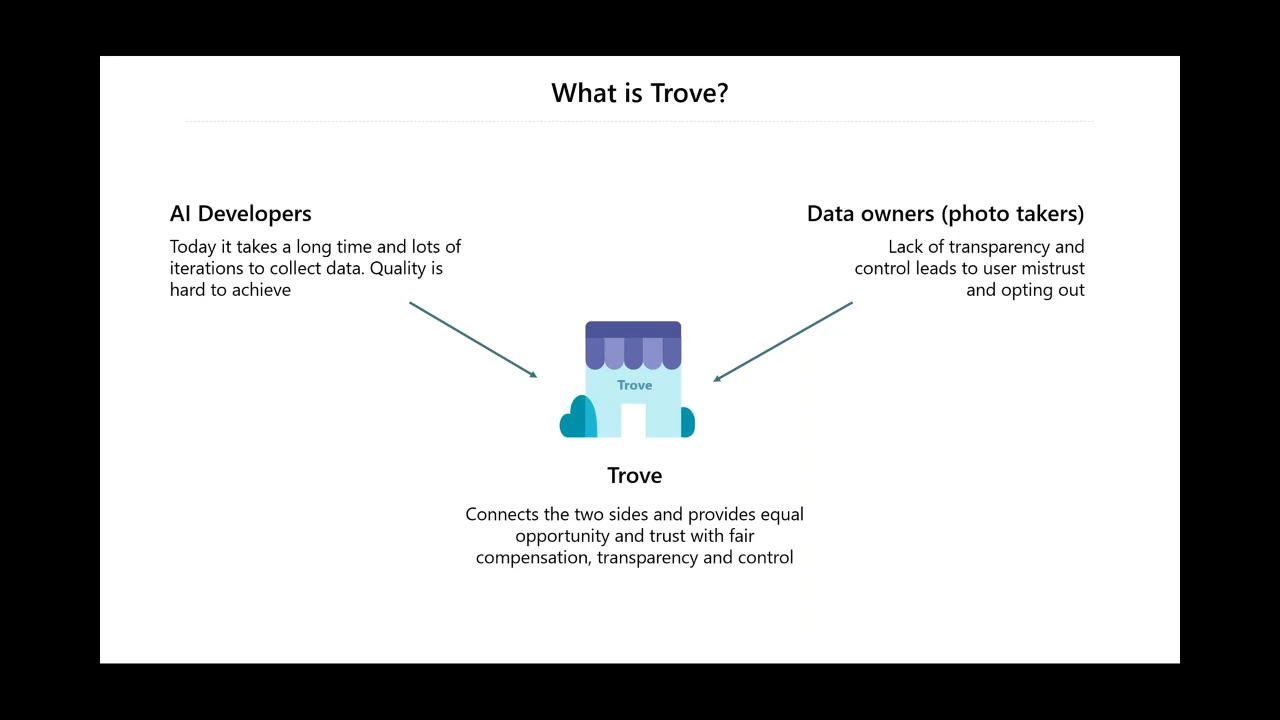 What is Trove?
AI Developers
Today it takes a long time and lots of
iterations to collect data. Quality is
hard to achieve
Data owners (photo takers)
Lack of transparency and
control leads to user mistrust
and opting out
Trove
Trove
Connects the two sides and provides equal
opportunity and trust with fair
compensation, transparency and control